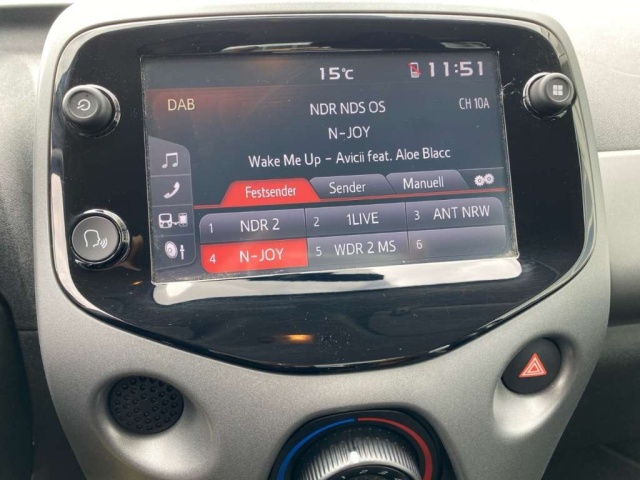 15°C 11:51
DAB NDR NDS OS CH 10A
N-JOY
Wake Me Up - Avicii feat. Aloe Blacc
Festsender Sender Manuell
1 NDR 2 2 1LIVE 3 ANT NRW
4 N-JOY 5 WDR 2 MS 6